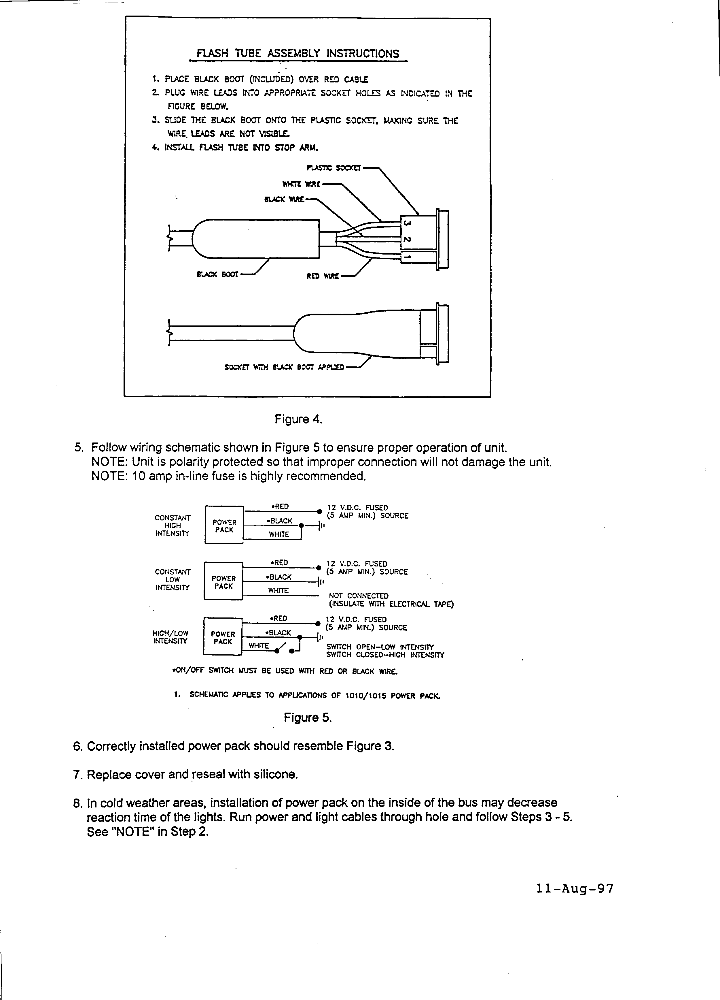 FLASH TUBE ASSEMBLY INSTRUCTIONS
1. PLACE BLACK BOOT (INCLUDED) OVER RED CABLE
2. PLUG WIRE LEADS INTO APPROPRIATE SOCKET HOLES AS INDICATED IN THE
FIGURE BELOW.
3. SLIDE THE BLACK BOOT ONTO THE PLASTIC SOCKET, MAKING SURE THE
WIRE LEADS ARE NOT VISIBLE.
4. INSTALL FLASH TUBE INTO STOP ARM.
PLASTIC SOCKET
WHITE WIRE
BLACK WIRE
3
2
1
BLACK BOOT
RED WIRE
SOCKET WITH BLACK BOOT APPLIED
Figure 4.
5. Follow wiring schematic shown in Figure 5 to ensure proper operation of unit.
NOTE: Unit is polarity protected so that improper connection will not damage the unit.
NOTE: 10 amp in-line fuse is highly recommended.
CONSTANT
HIGH
INTENSITY
POWER
PACK
•RED
•BLACK
WHITE
12 V.D.C. FUSED
(5 AMP MIN.) SOURCE
CONSTANT
LOW
INTENSITY
POWER
PACK
•RED
•BLACK
WHITE
12 V.D.C. FUSED
(5 AMP MIN.) SOURCE
NOT CONNECTED
(INSULATE WITH ELECTRICAL TAPE)
HIGH/LOW
INTENSITY
POWER
PACK
•RED
•BLACK
WHITE
12 V.D.C. FUSED
(5 AMP MIN.) SOURCE
SWITCH OPEN-LOW INTENSITY
SWITCH CLOSED-HIGH INTENSITY
•ON/OFF SWITCH MUST BE USED WITH RED OR BLACK WIRE.
1. SCHEMATIC APPLIES TO APPLICATIONS OF 1010/1015 POWER PACK.
Figure 5.
6. Correctly installed power pack should resemble Figure 3.
7. Replace cover and reseal with silicone.
8. In cold weather areas, installation of power pack on the inside of the bus may decrease
reaction time of the lights. Run power and light cables through hole and follow Steps 3 - 5.
See "NOTE" in Step 2.
11-Aug-97